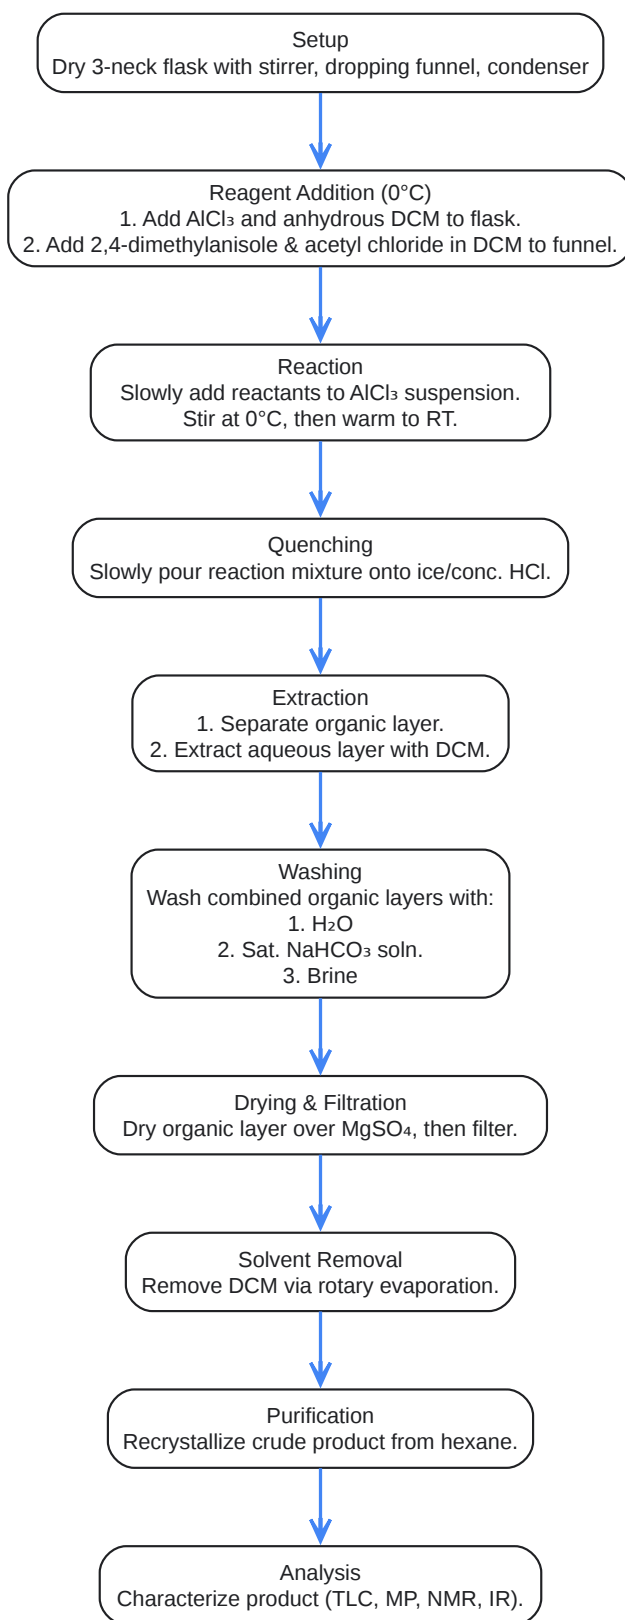 Setup
Dry 3-neck flask with stirrer, dropping funnel, condenser
Reagent Addition (0°C)
1. Add AlCl₃ and anhydrous DCM to flask.
2. Add 2,4-dimethylanisole & acetyl chloride in DCM to funnel.
Reaction
Slowly add reactants to AlCl₃ suspension.
Stir at 0°C, then warm to RT.
Quenching
Slowly pour reaction mixture onto ice/conc. HCl.
Extraction
1. Separate organic layer.
2. Extract aqueous layer with DCM.
Washing
Wash combined organic layers with:
1. H₂O
2. Sat. NaHCO₃ soln.
3. Brine
Drying & Filtration
Dry organic layer over MgSO₄, then filter.
Solvent Removal
Remove DCM via rotary evaporation.
Purification
Recrystallize crude product from hexane.
Analysis
Characterize product (TLC, MP, NMR, IR).